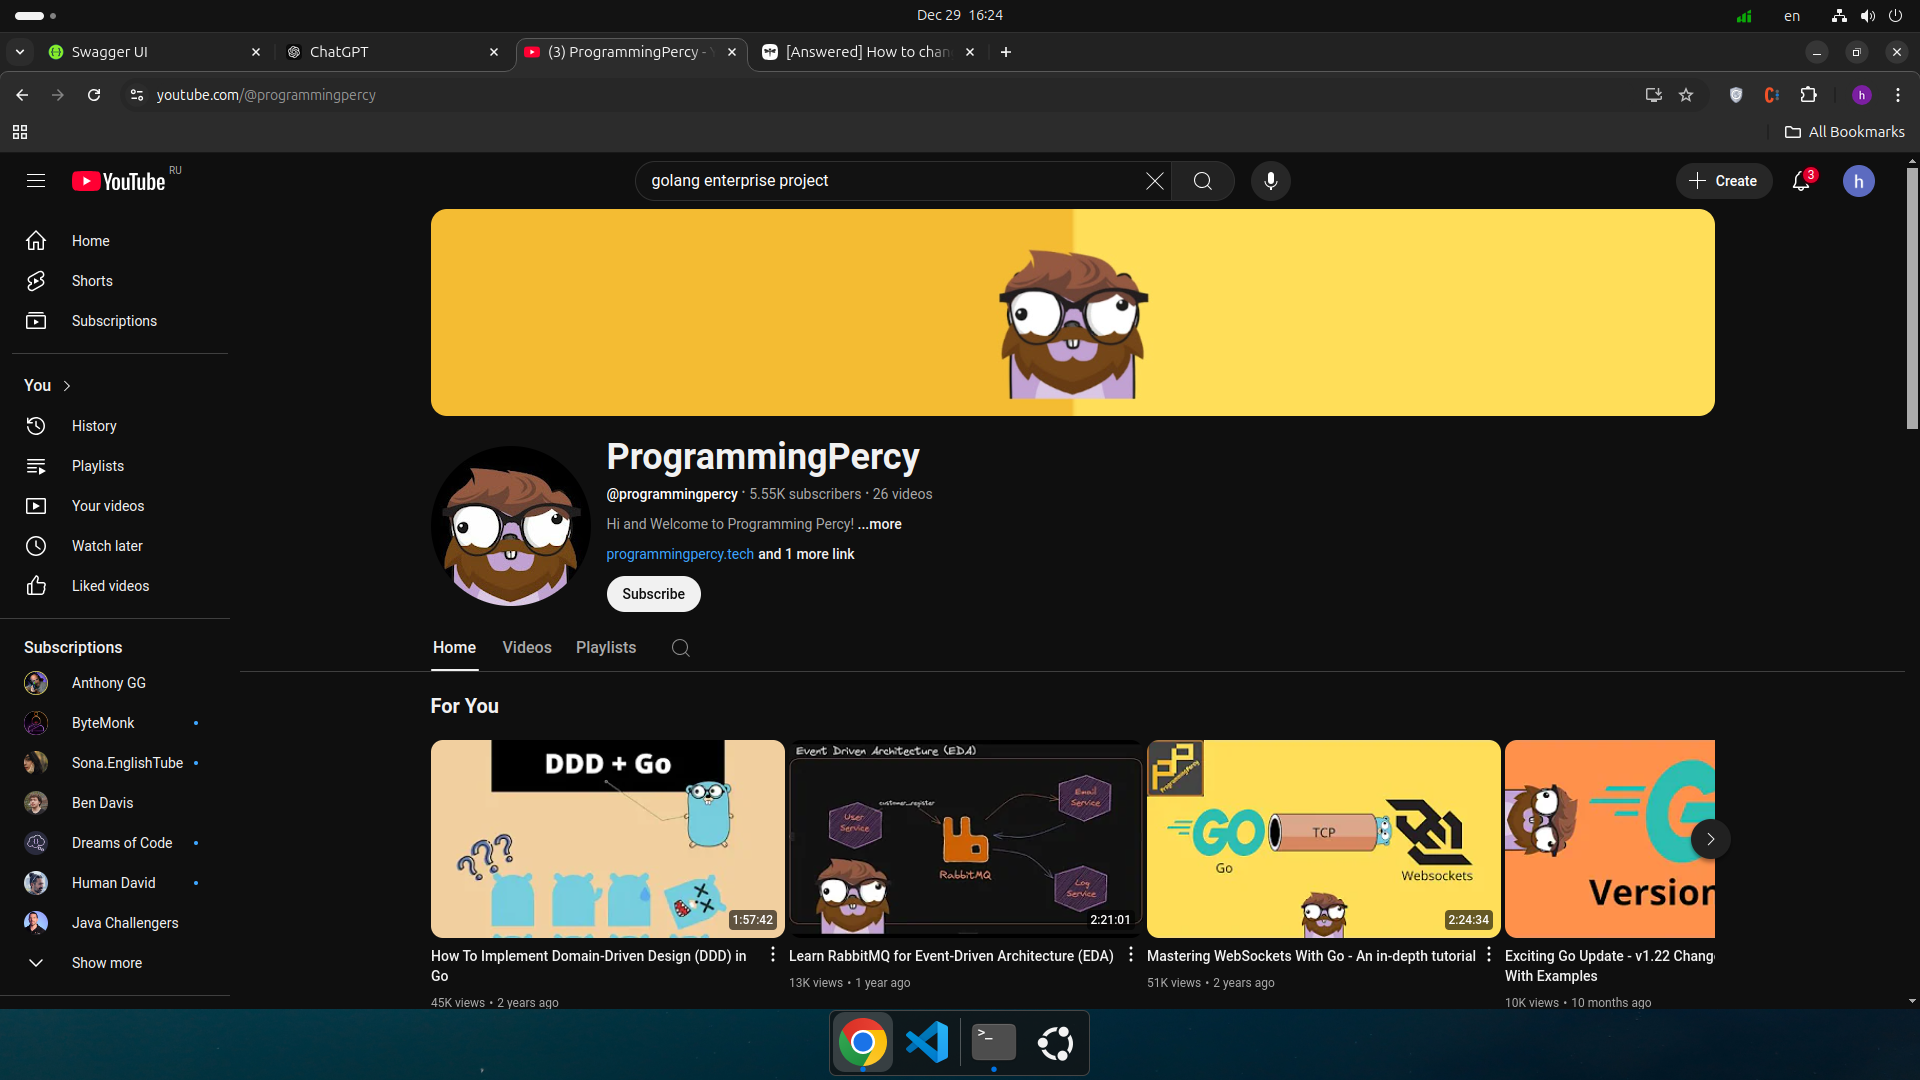 Dec 29 16:24
en
Swagger UI
ChatGPT
(3) ProgrammingPercy - Y
[Answered] How to chan
youtube.com/@programmingpercy
h
All Bookmarks
YouTube RU
golang enterprise project
Create
3
h
Home
Shorts
Subscriptions
You
History
Playlists
Your videos
Watch later
Liked videos
Subscriptions
Anthony GG
ByteMonk
Sona.EnglishTube
Ben Davis
Dreams of Code
Human David
Java Challengers
Show more
ProgrammingPercy
@programmingpercy · 5.55K subscribers · 26 videos
Hi and Welcome to Programming Percy! ...more
programmingpercy.tech and 1 more link
Subscribe
Home Videos Playlists
For You
DDD + Go
???
1:57:42
How To Implement Domain-Driven Design (DDD) in
Go
45K views • 2 years ago
Event Driven Architecture (EDA)
customer_register
User
Service
Email
Service
RabbitMQ
Log
Service
2:21:01
Learn RabbitMQ for Event-Driven Architecture (EDA)
13K views • 1 year ago
PP
ProgrammingPercy
GO
Go
TCP
Websockets
2:24:34
Mastering WebSockets With Go - An in-depth tutorial
51K views • 2 years ago
G
Version
Exciting Go Update - v1.22 Change
With Examples
10K views • 10 months ago
>_